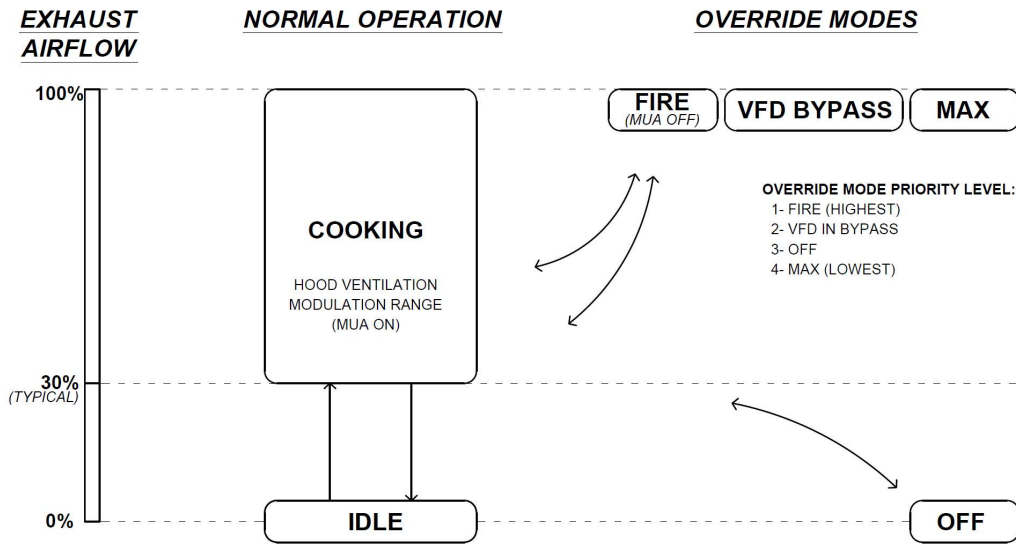 EXHAUST
AIRFLOW
NORMAL OPERATION
OVERRIDE MODES
100%
30%
(TYPICAL)
0%
COOKING
HOOD VENTILATION
MODULATION RANGE
(MUA ON)
IDLE
FIRE
(MUA OFF)
VFD BYPASS
MAX
OVERRIDE MODE PRIORITY LEVEL:
1- FIRE (HIGHEST)
2- VFD IN BYPASS
3- OFF
4- MAX (LOWEST)
OFF